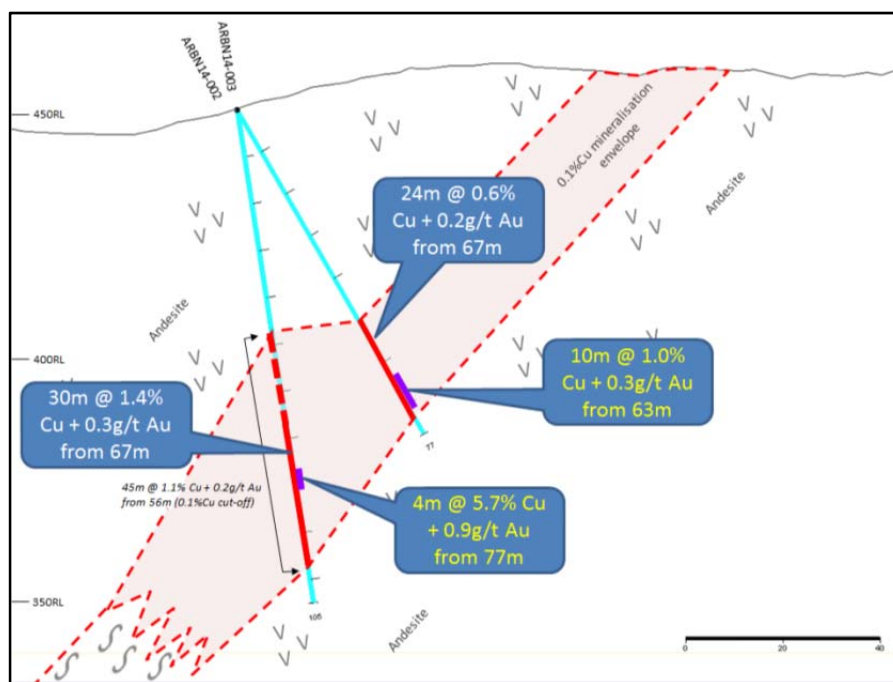 ARBN14-003
ARBN14-002
450RL
400RL
350RL
0.1%Cu mineralisation
envelope
Andesite
24m @ 0.6%
Cu + 0.2g/t Au
from 67m
Andesite
10m @ 1.0%
Cu + 0.3g/t Au
from 63m
30m @ 1.4%
Cu + 0.3g/t Au
from 67m
77
45m @ 1.1% Cu + 0.2g/t Au
from 56m (0.1%Cu cut-off)
4m @ 5.7% Cu
+ 0.9g/t Au
from 77m
106
Andesite
0
20
40